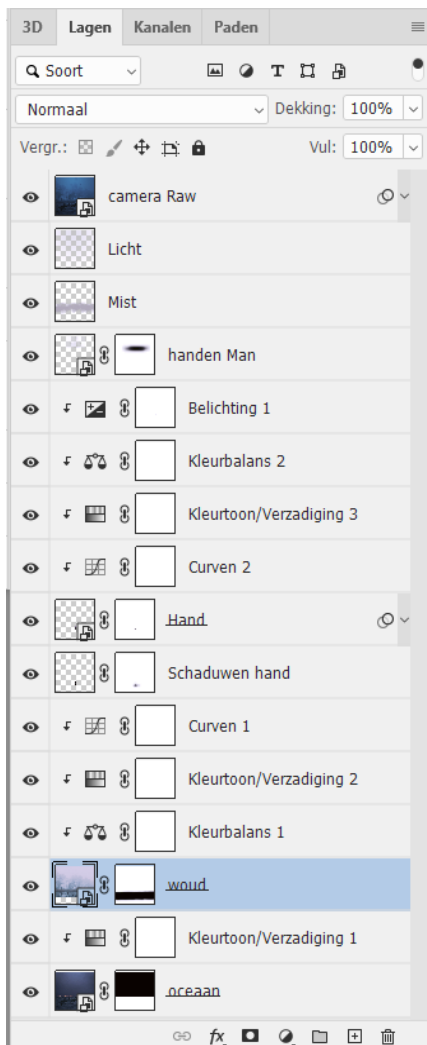 3D Lagen Kanalen Paden
Soort
Normaal Dekking: 100%
Vergr.: Vul: 100%
camera Raw
Licht
Mist
handen Man
Belichting 1
Kleurbalans 2
Kleurtoon/Verzadiging 3
Curven 2
Hand
Schaduwen hand
Curven 1
Kleurtoon/Verzadiging 2
Kleurbalans 1
woud
Kleurtoon/Verzadiging 1
oceaan
fx